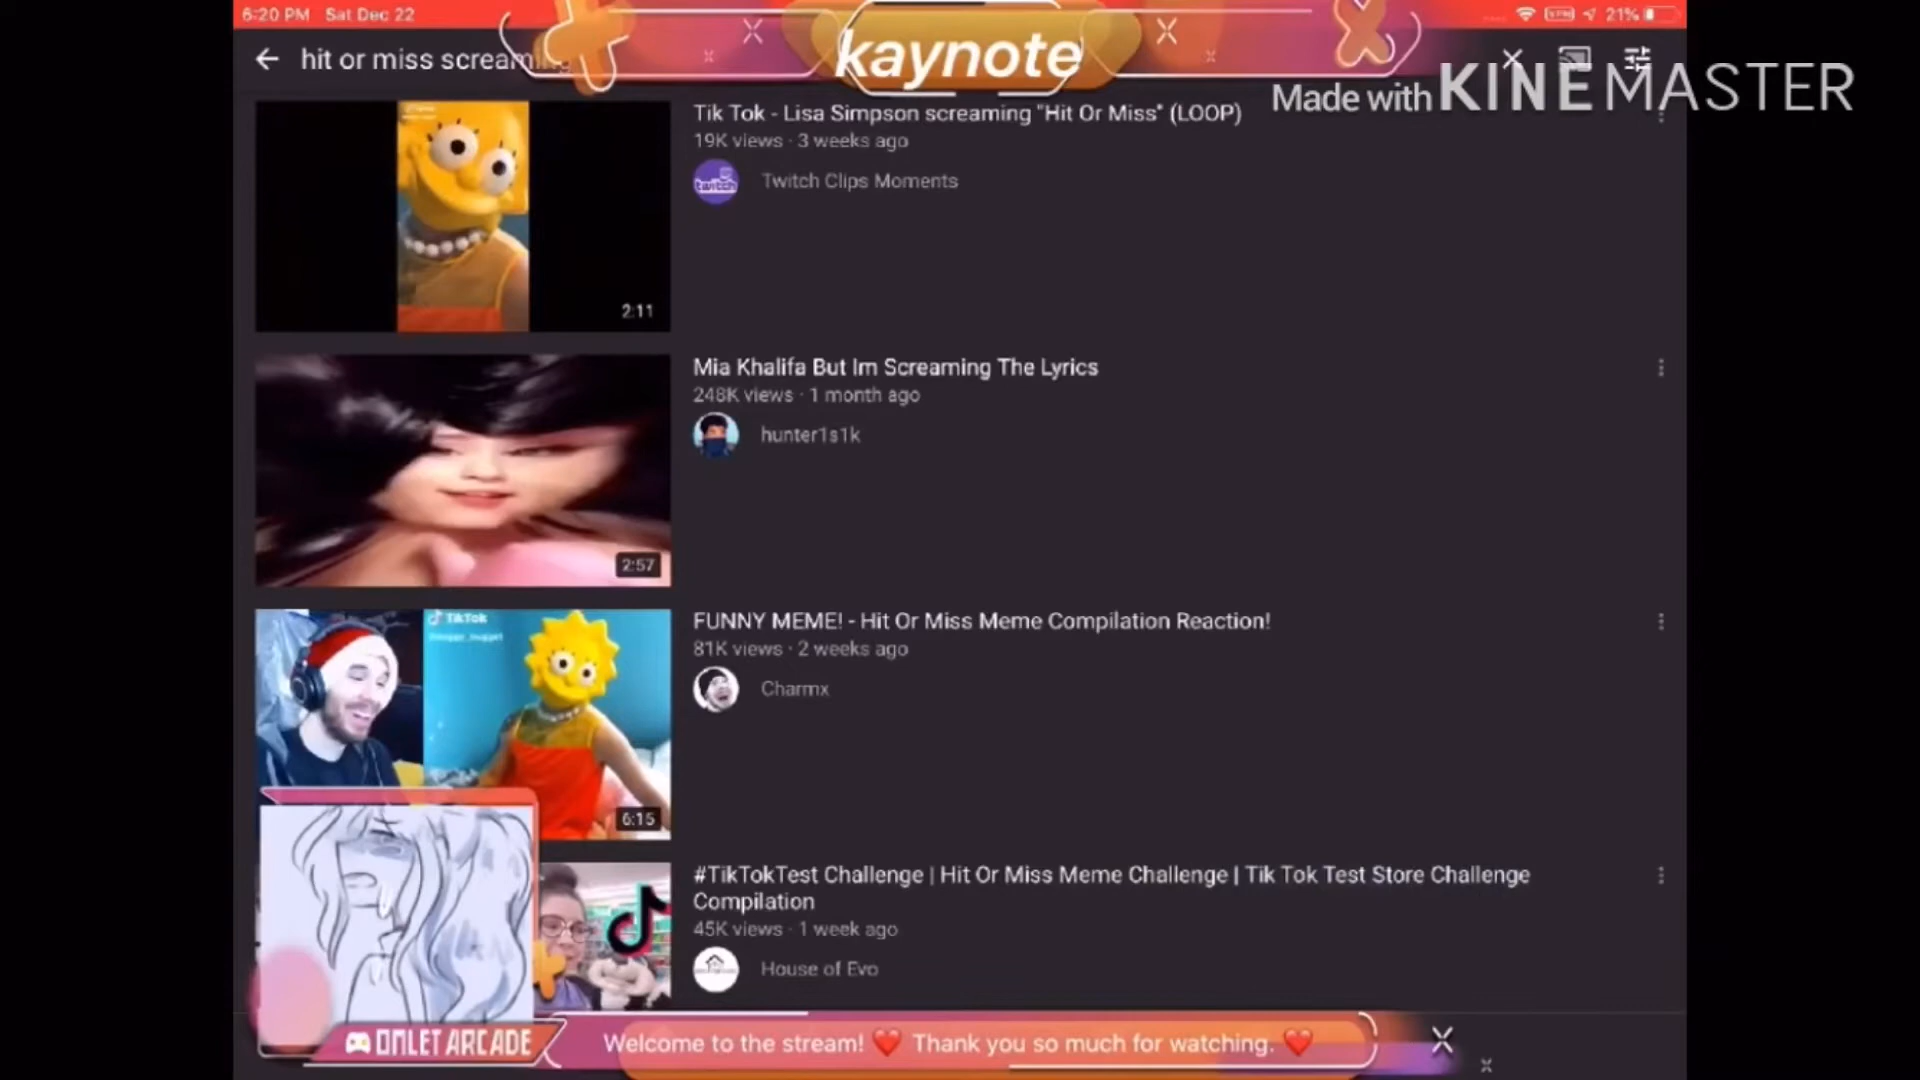 6:20 PM Sat Dec 22
21%
hit or miss scream
kaynote
Made with KINEMASTER
Tik Tok - Lisa Simpson screaming "Hit Or Miss" (LOOP)
19K views · 3 weeks ago
twitch
Twitch Clips Moments
2:11
Mia Khalifa But Im Screaming The Lyrics
248K views · 1 month ago
hunter1s1k
2:57
TikTok
FUNNY MEME! - Hit Or Miss Meme Compilation Reaction!
81K views · 2 weeks ago
Charmx
6:15
#TikTokTest Challenge | Hit Or Miss Meme Challenge | Tik Tok Test Store Challenge
Compilation
45K views · 1 week ago
House of Evo
OMLET ARCADE
Welcome to the stream! ❤️ Thank you so much for watching. ❤️